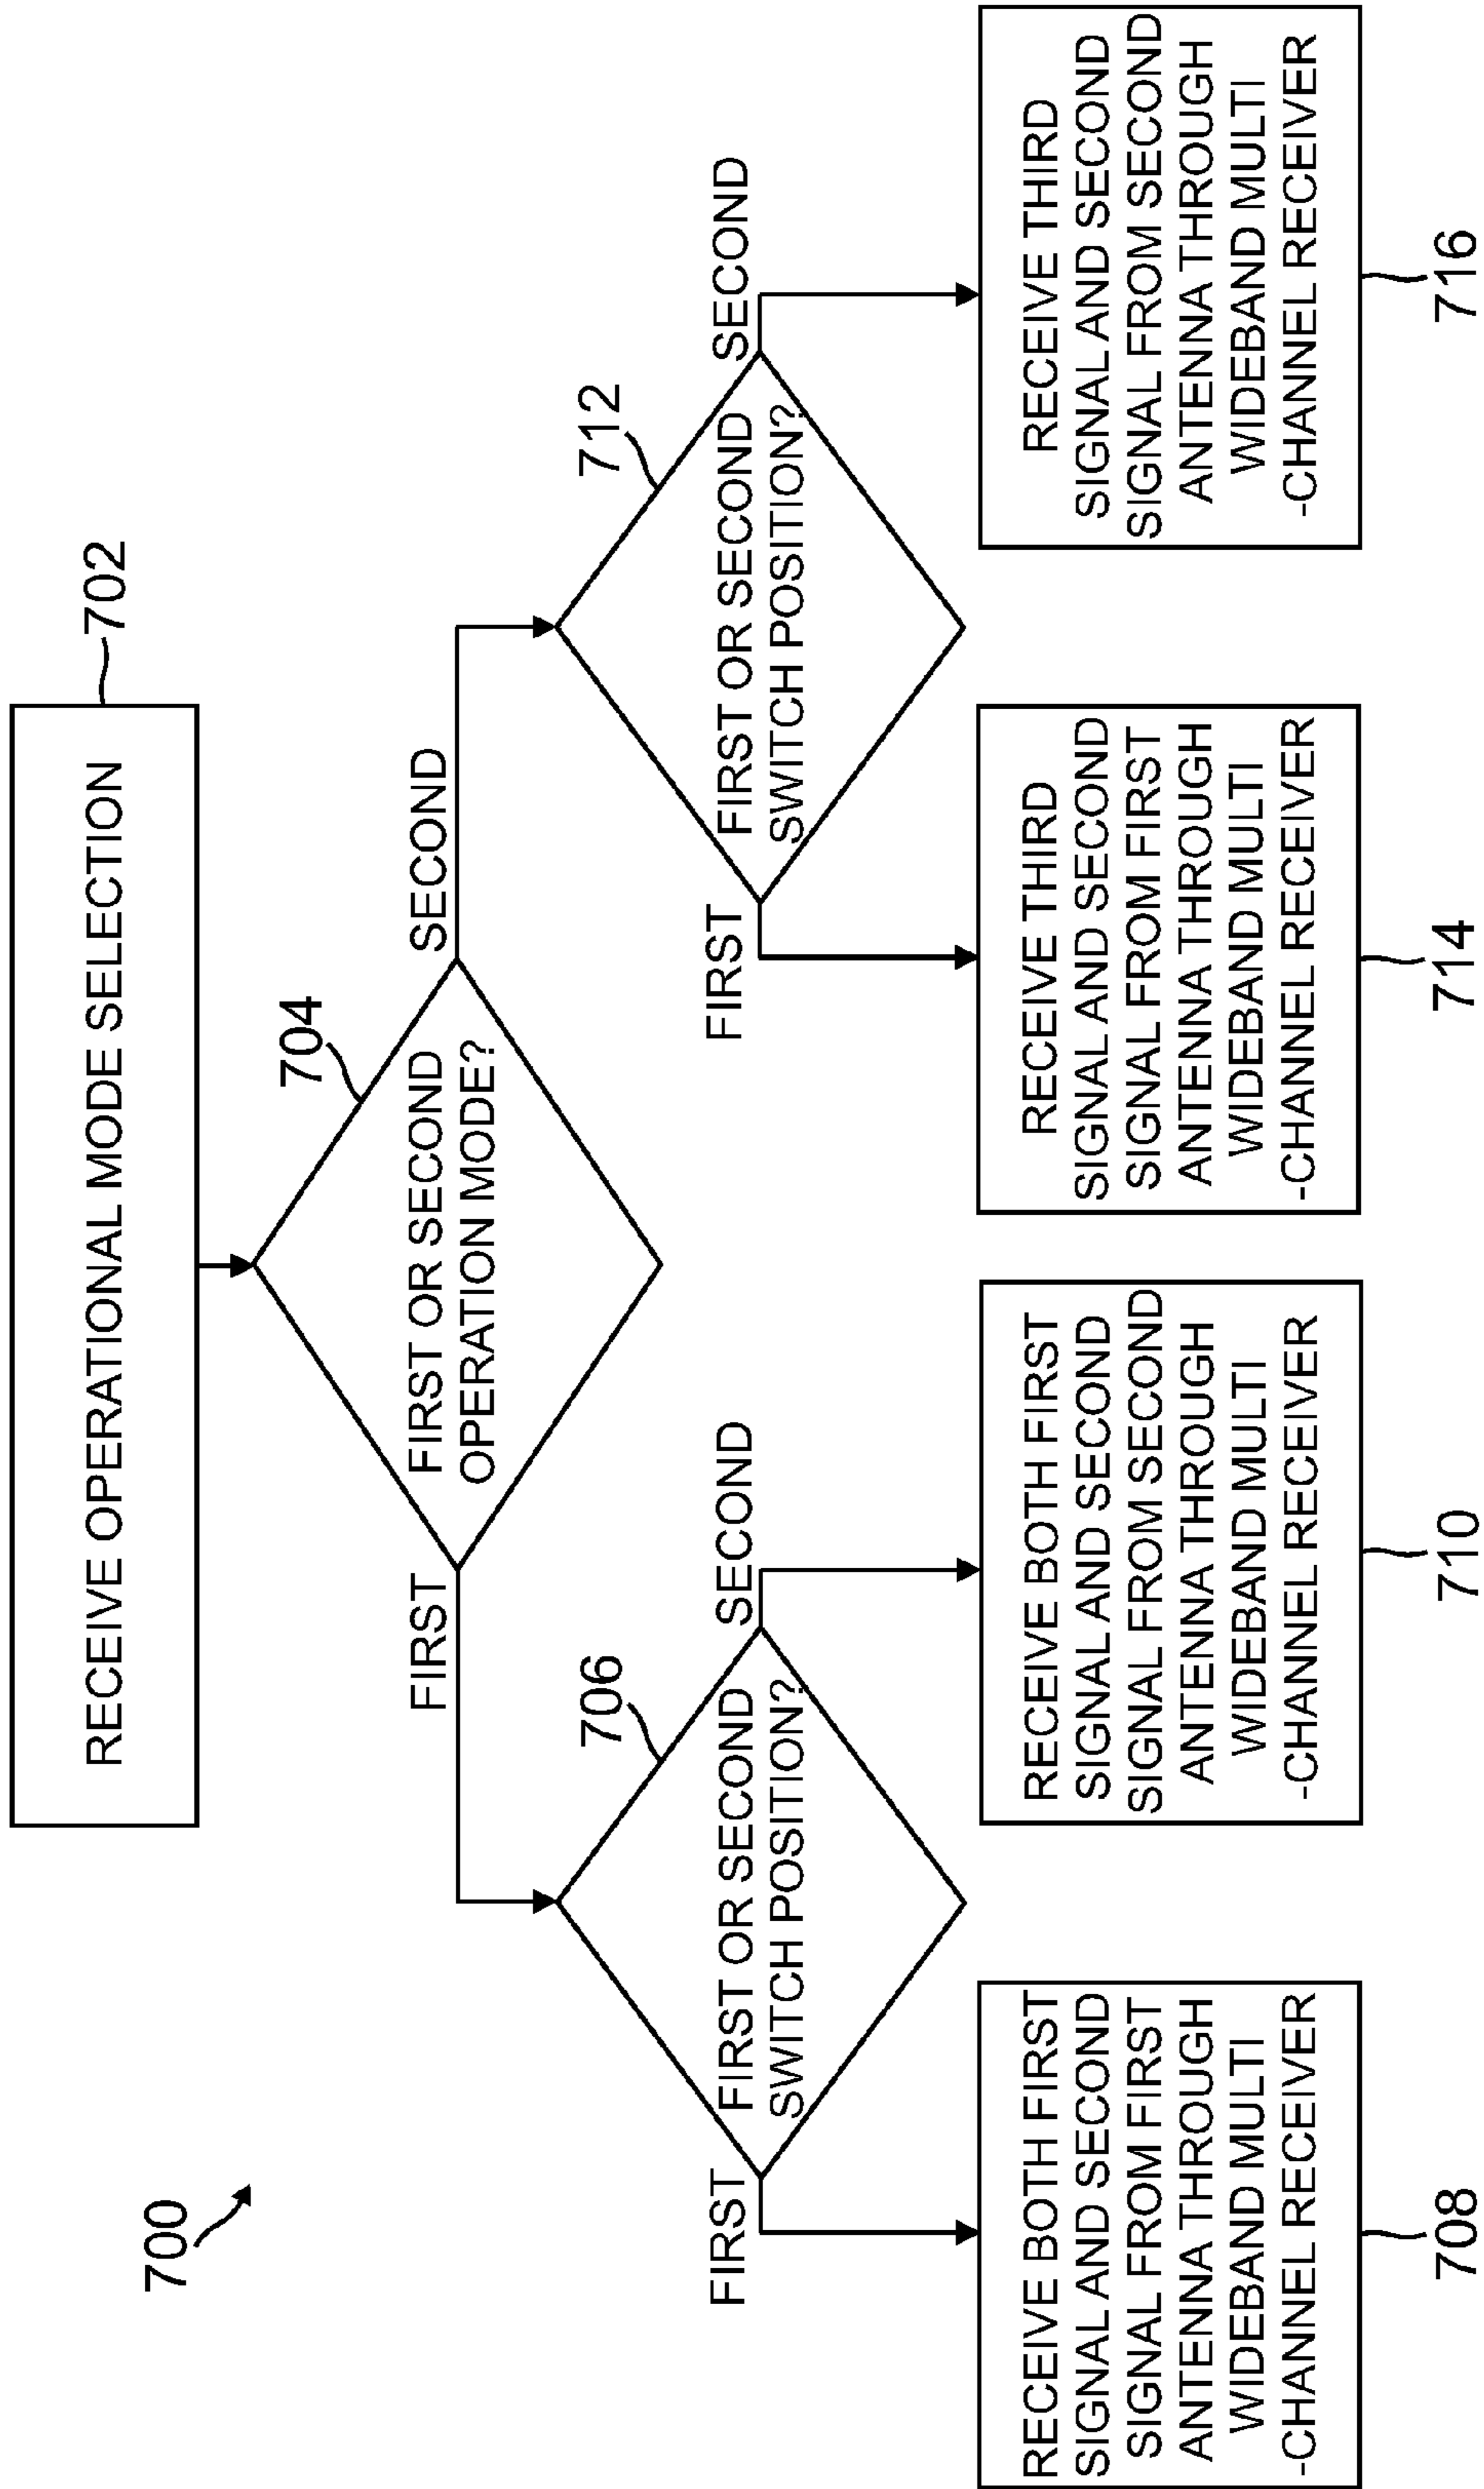 700
RECEIVE OPERATIONAL MODE SELECTION
702
704
FIRST OR SECOND
OPERATION MODE?
FIRST
SECOND
706
FIRST OR SECOND
SWITCH POSITION?
FIRST
SECOND
712
FIRST OR SECOND
SWITCH POSITION?
FIRST
SECOND
RECEIVE BOTH FIRST
SIGNAL AND SECOND
SIGNAL FROM FIRST
ANTENNA THROUGH
WIDEBAND MULTI
-CHANNEL RECEIVER
708
RECEIVE BOTH FIRST
SIGNAL AND SECOND
SIGNAL FROM SECOND
ANTENNA THROUGH
WIDEBAND MULTI
-CHANNEL RECEIVER
710
RECEIVE THIRD
SIGNAL AND SECOND
SIGNAL FROM FIRST
ANTENNA THROUGH
WIDEBAND MULTI
-CHANNEL RECEIVER
714
RECEIVE THIRD
SIGNAL AND SECOND
SIGNAL FROM SECOND
ANTENNA THROUGH
WIDEBAND MULTI
-CHANNEL RECEIVER
716